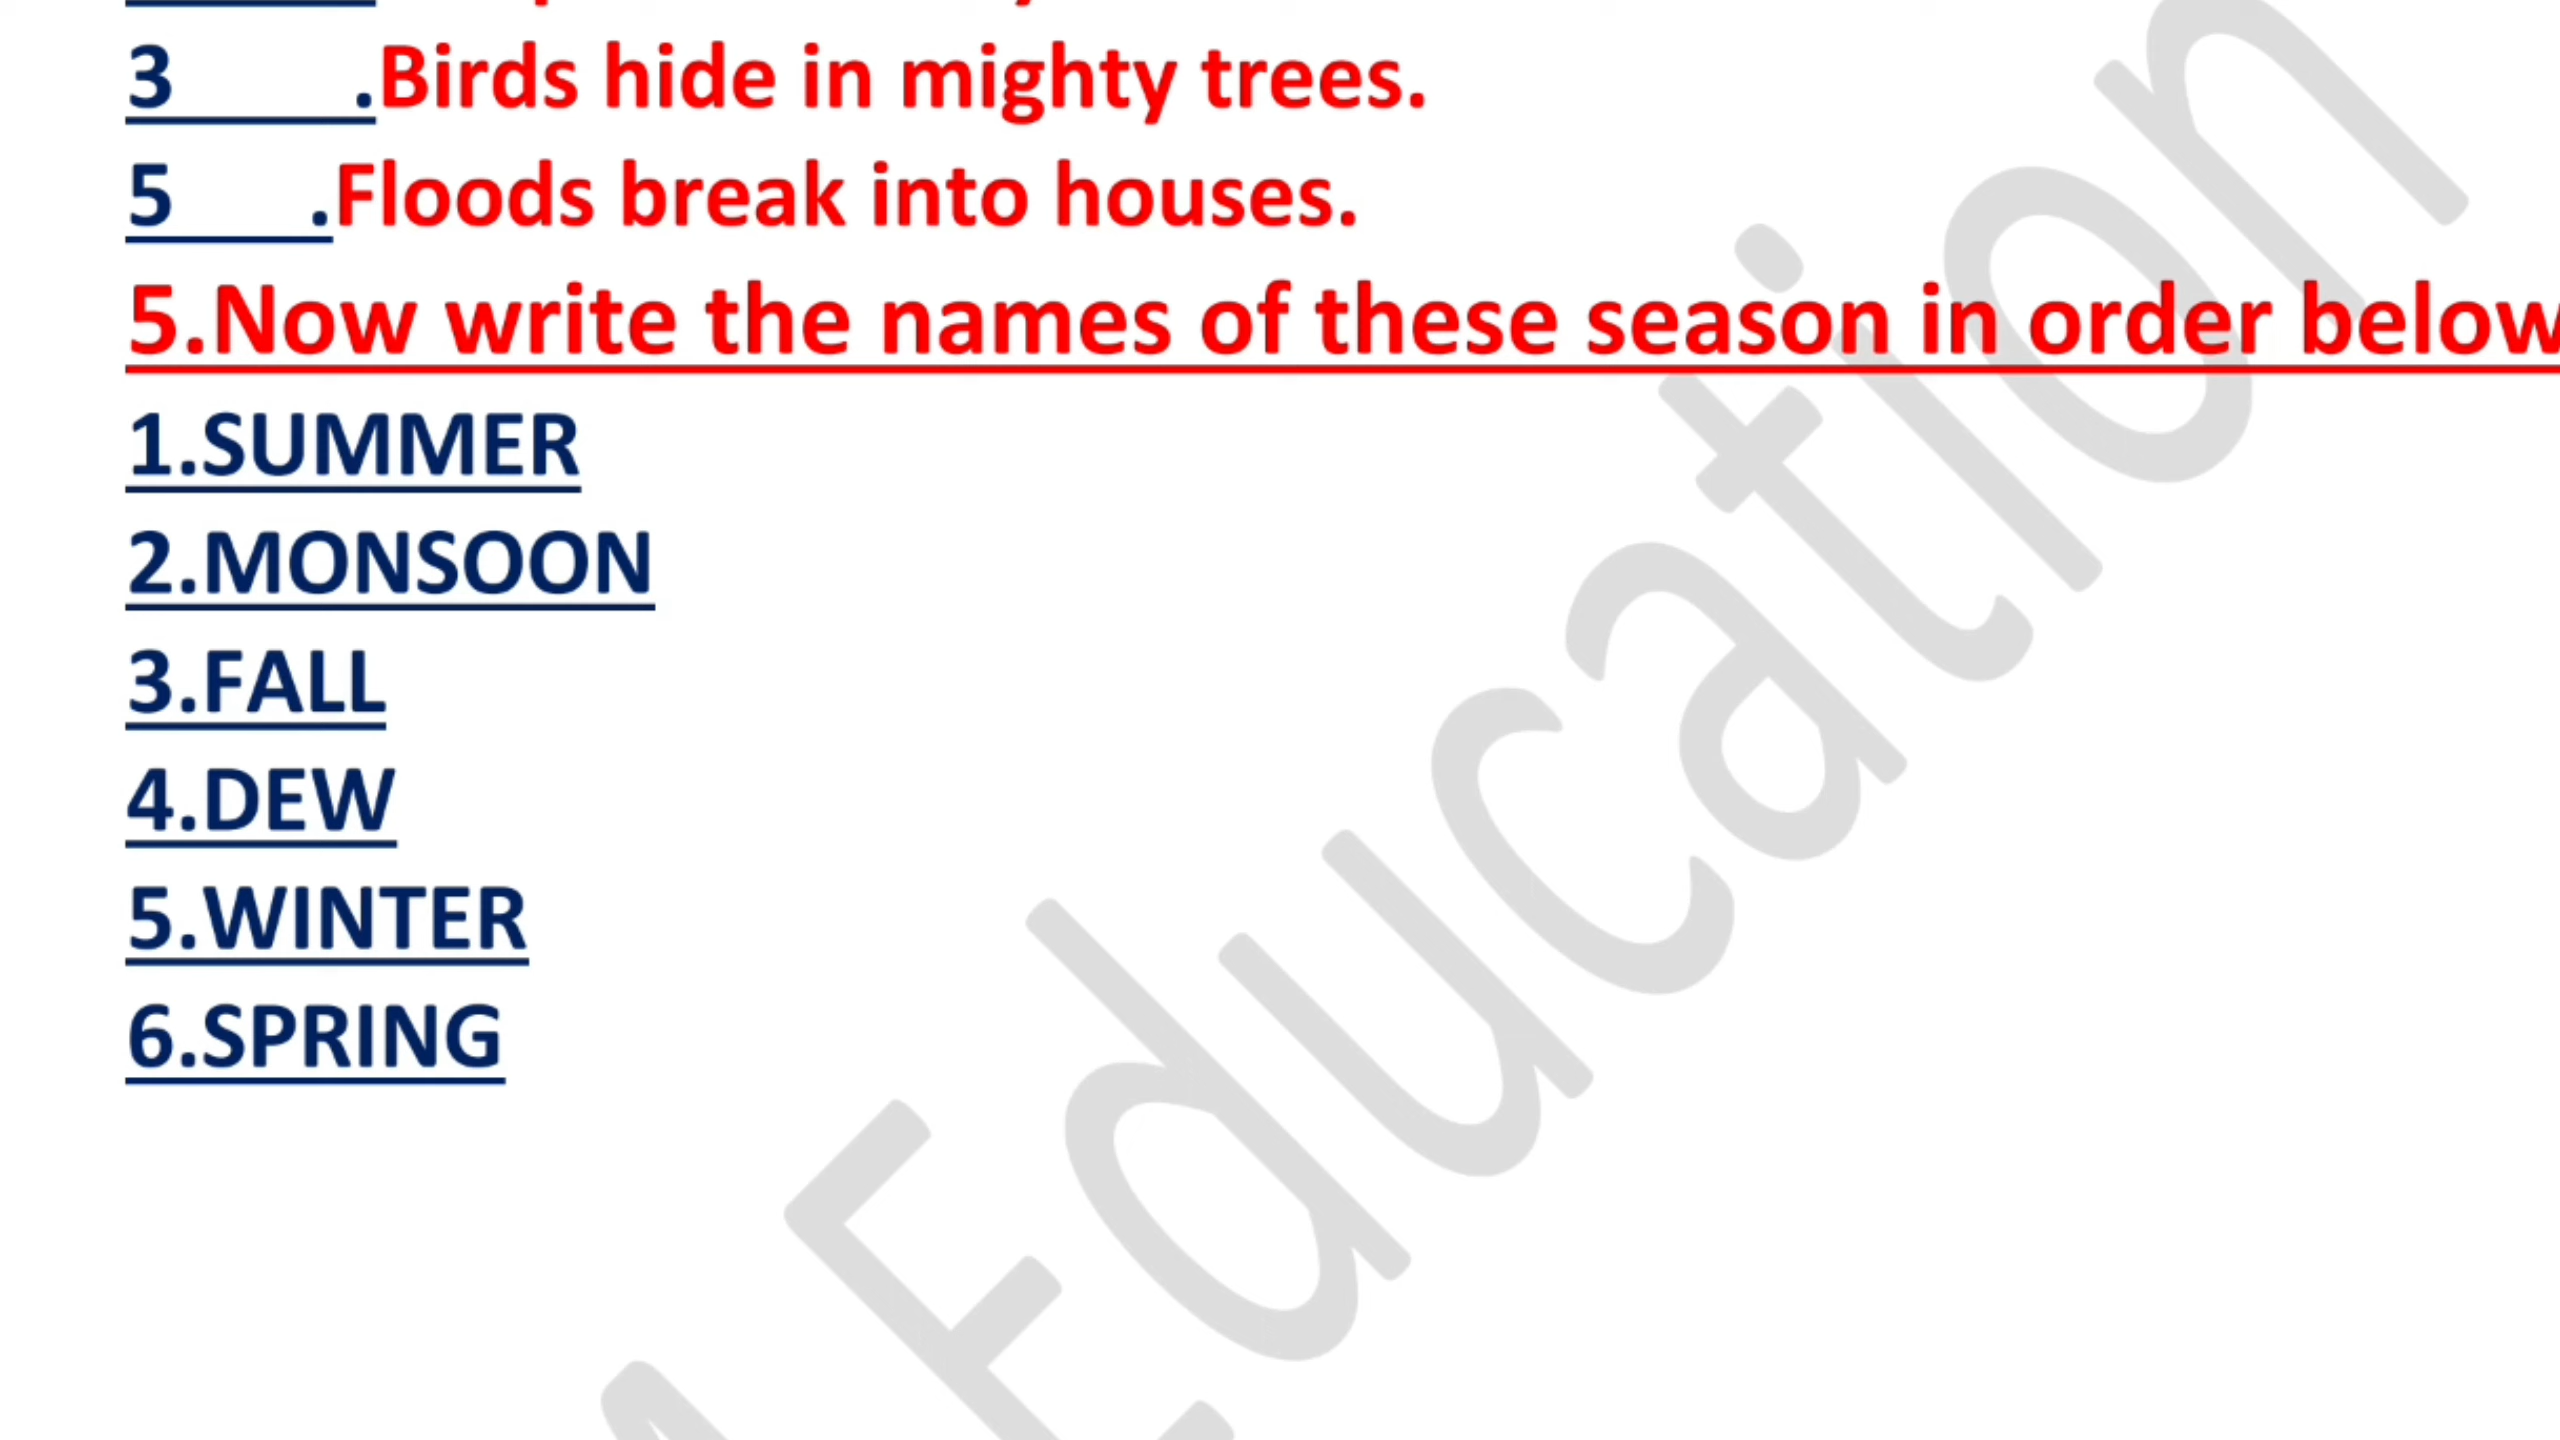 3 .Birds hide in mighty trees.
5 .Floods break into houses.
5.Now write the names of these season in order below
1.SUMMER
2.MONSOON
3.FALL
4.DEW
5.WINTER
6.SPRING
Education